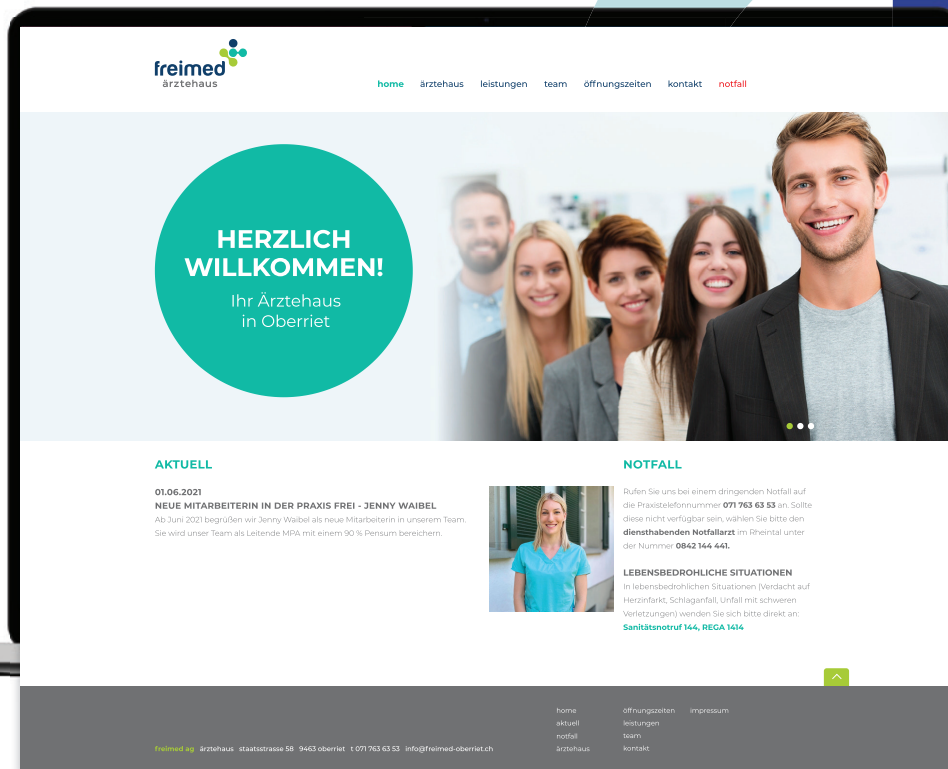 freimed
ärztehaus
home ärztehaus leistungen team öffnungszeiten kontakt notfall
HERZLICH
WILLKOMMEN!
Ihr Ärztehaus
in Oberriet
AKTUELL
01.06.2021
NEUE MITARBEITERIN IN DER PRAXIS FREI - JENNY WAIBEL
Ab Juni 2021 begrüßen wir Jenny Waibel als neue Mitarbeiterin in unserem Team.
Sie wird unser Team als Leitende MPA mit einem 90 % Pensum bereichern.
NOTFALL
Rufen Sie uns bei einem dringenden Notfall auf
die Praxistelefonnummer 071 763 63 53 an. Sollte
diese nicht verfügbar sein, wählen Sie bitte den
diensthabenden Notfallarzt im Rheintal unter
der Nummer 0842 144 441.
LEBENSBEDROHLICHE SITUATIONEN
In lebensbedrohlichen Situationen (Verdacht auf
Herzinfarkt, Schlaganfall, Unfall mit schweren
Verletzungen) wenden Sie sich bitte direkt an:
Sanitätsnotruf 144, REGA 1414
freimed ag ärztehaus staatsstrasse 58 9463 oberriet t 071 763 63 53 info@freimed-oberriet.ch
home
aktuell
notfall
ärztehaus
öffnungszeiten
leistungen
team
kontakt
impressum